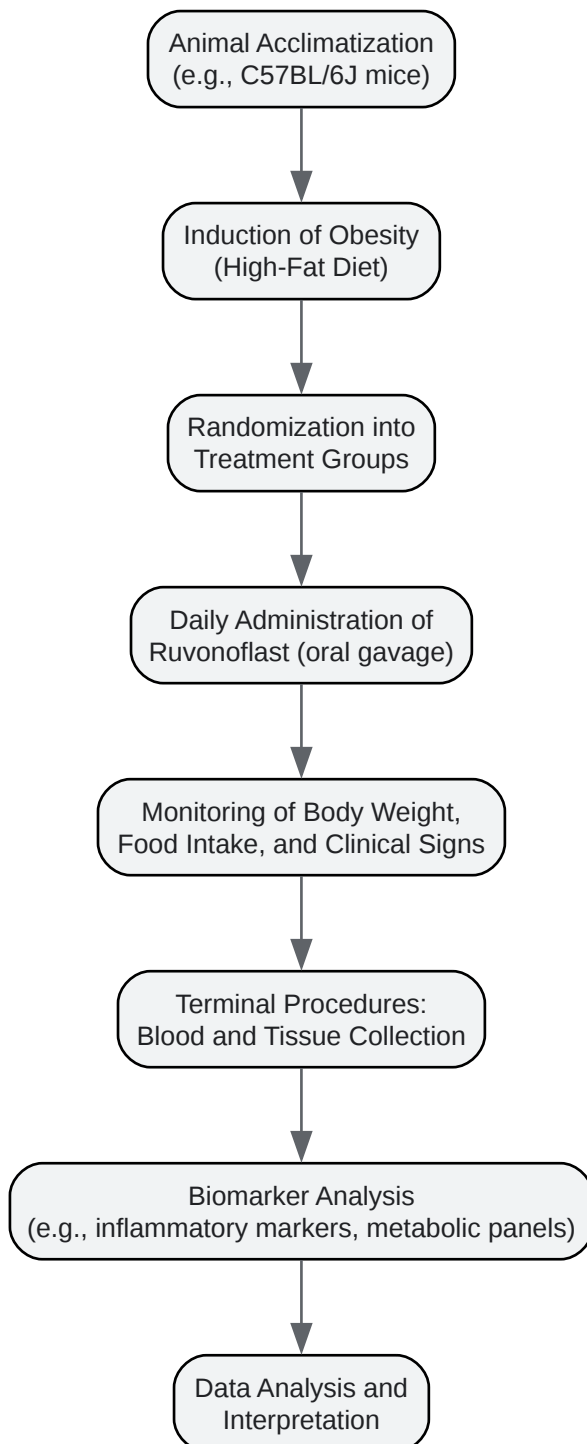 Animal Acclimatization
(e.g., C57BL/6J mice)
Induction of Obesity
(High-Fat Diet)
Randomization into
Treatment Groups
Daily Administration of
Ruvonoflast (oral gavage)
Monitoring of Body Weight,
Food Intake, and Clinical Signs
Terminal Procedures:
Blood and Tissue Collection
Biomarker Analysis
(e.g., inflammatory markers, metabolic panels)
Data Analysis and
Interpretation